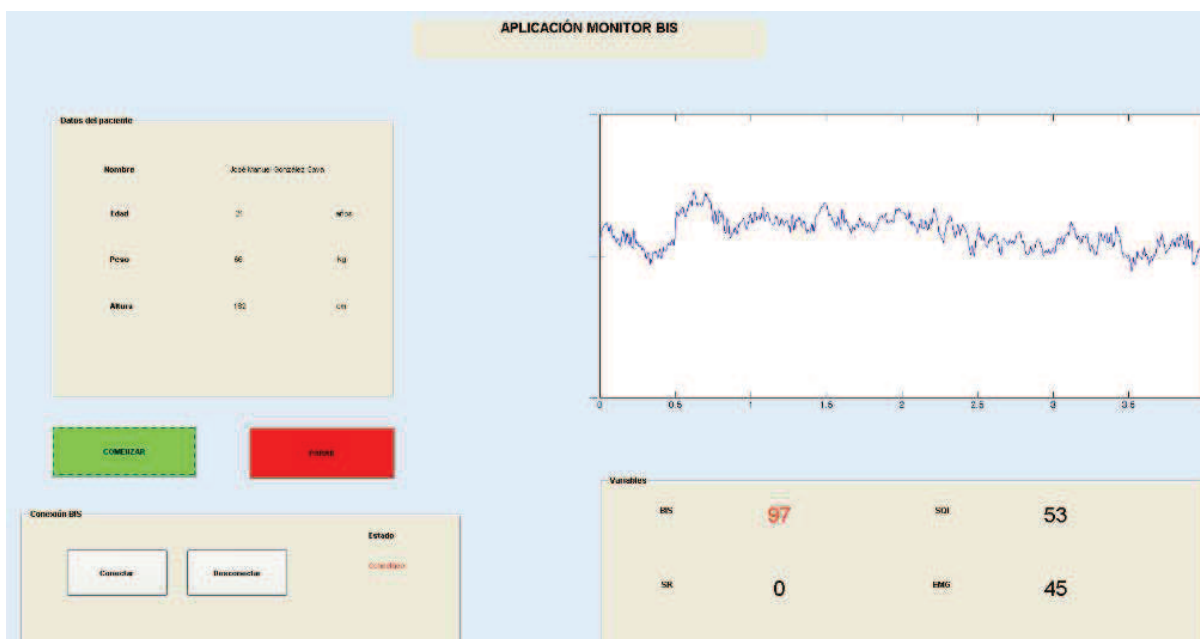 APLICACIÓN MONITOR BIS
Datos del paciente
Nombre José Manuel González Cava
Edad 21 años
Peso 66 kg
Altura 182 cm
COMENZAR
PARAR
Conexión BIS
Estado
Conectar Desconectar
0 0.5 1 1.5 2 2.5 3 3.5
Variables
BIS 97 SQI 53
SR 0 EMG 45